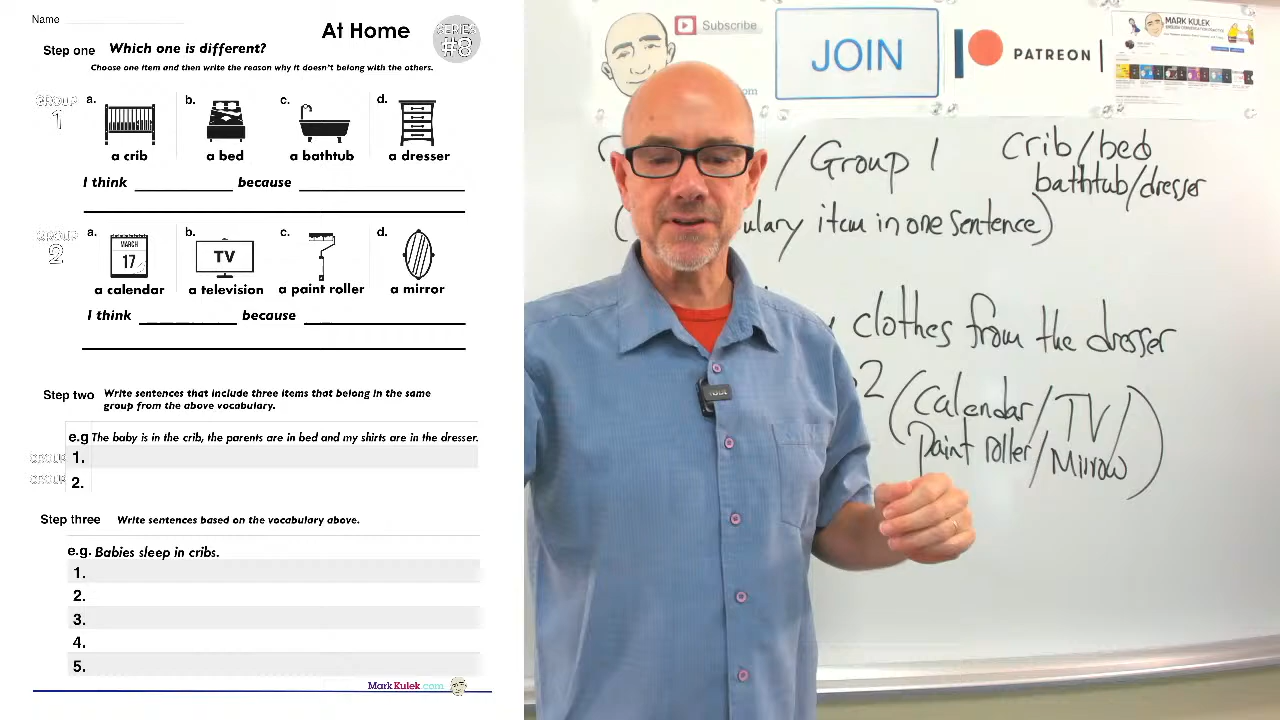 Name
At Home
Step one Which one is different?
Choose one item and then write the reason why it doesn't belong with the others.
1
a. b. c. d.
a crib a bed a bathtub a dresser
I think because
2
a. b. c. d.
MARCH
17
TV
a calendar a television a paint roller a mirror
I think because
Step two Write sentences that include three items that belong in the same
group from the above vocabulary.
e.g The baby is in the crib, the parents are in bed and my shirts are in the dresser.
1.
2.
Step three Write sentences based on the vocabulary above.
e.g. Babies sleep in cribs.
1.
2.
3.
4.
5.
MarkKulek.com
Subscribe
JOIN
PATREON
MARK KULEK
/ Group 1 crib/bed
bathtub/dresser
ulary item in one sentence)
clothes from the dresser
2 (Calendar/TV/
paint roller/Mirrow)